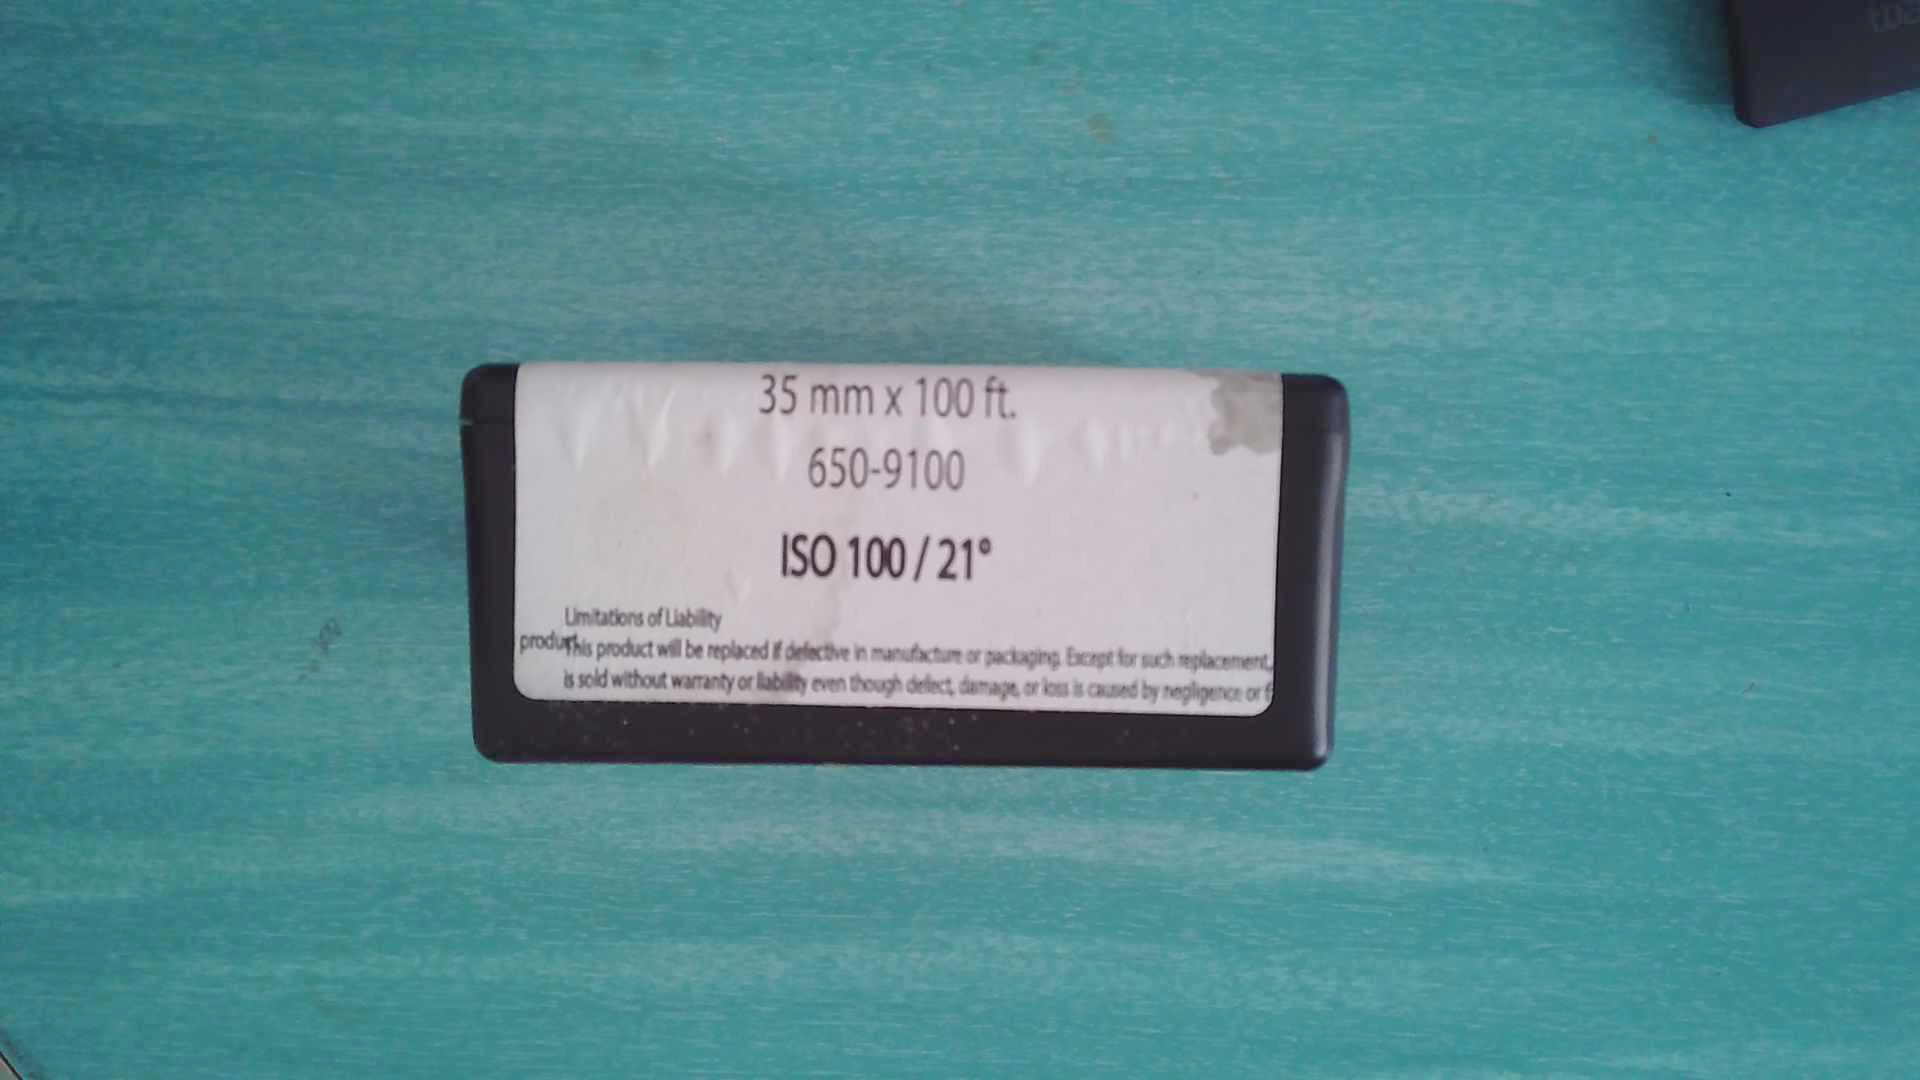 35 mm x 100 ft.
650-9100
ISO 100 / 21°
Limitations of Liability
This product will be replaced if defective in manufacture or packaging. Except for such replacement,
product
is sold without warranty or liability even though defect, damage, or loss is caused by negligence or